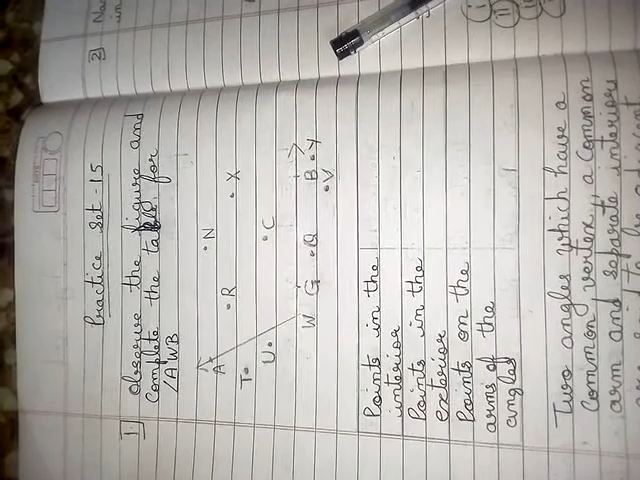 Practice Set-15
1] Observe the figure and
complete the table for
∠AWB
A
T
U
R
N
X
C
W G Q B Y
V
Points in the
interior
Points in the
exterior
Points on the
arms of the
angles
Two angles which have a
common vertex, a common
arm and separate interiors
2]